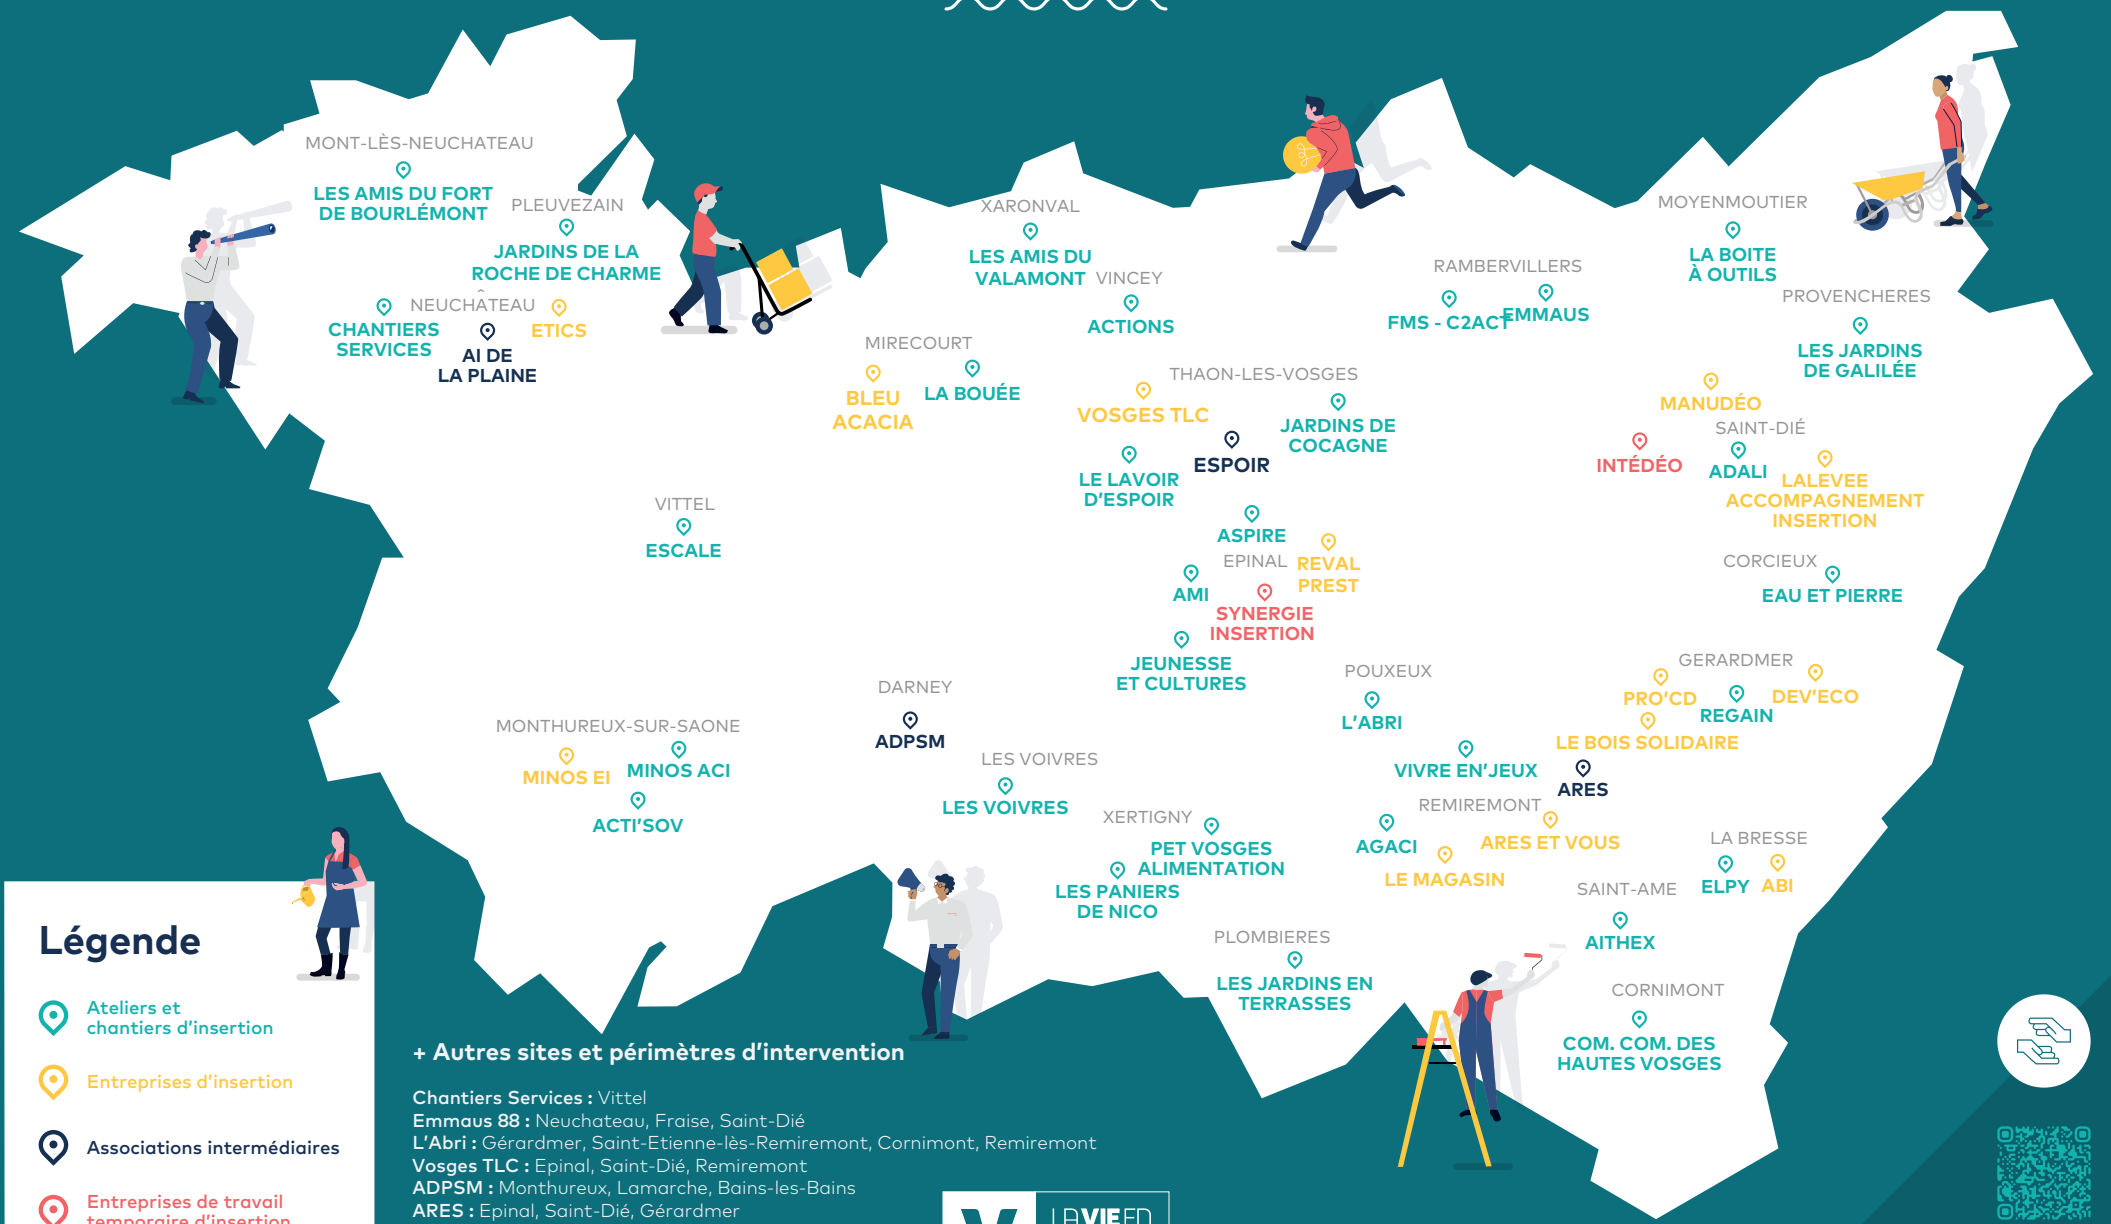 MONT-LÈS-NEUCHATEAU
LES AMIS DU FORT
DE BOURLÉMONT
PLEUVEZAIN
JARDINS DE LA
ROCHE DE CHARME
NEUCHÂTEAU
CHANTIERS
SERVICES
AI DE
LA PLAINE
ETICS
XARONVAL
LES AMIS DU
VALAMONT
VINCEY
ACTIONS
MIRECOURT
BLEU
ACACIA
LA BOUÉE
THAON-LES-VOSGES
VOSGES TLC
ESPOIR
JARDINS DE
COCAGNE
LE LAVOIR
D'ESPOIR
RAMBERVILLERS
FMS - C2ACT
EMMAUS
MOYENMOUTIER
LA BOITE
À OUTILS
PROVENCHERES
LES JARDINS
DE GALILÉE
MANUDÉO
SAINT-DIÉ
INTÉDÉO
ADALI
LALEVEE
ACCOMPAGNEMENT
INSERTION
VITTEL
ESCALE
ASPIRE
EPINAL
REVAL
PREST
AMI
SYNERGIE
INSERTION
JEUNESSE
ET CULTURES
CORCIEUX
EAU ET PIERRE
POUXEUX
L'ABRI
GERARDMER
PRO'CD
REGAIN
DEV'ECO
LE BOIS SOLIDAIRE
DARNEY
ADPSM
MONTHUREUX-SUR-SAONE
MINOS EI
MINOS ACI
ACTI'SOV
LES VOIVRES
LES VOIVRES
VIVRE EN'JEUX
ARES
REMIREMONT
AGACI
ARES ET VOUS
LE MAGASIN
XERTIGNY
PET VOSGES
ALIMENTATION
LES PANIERS
DE NICO
LA BRESSE
ELPY
ABI
SAINT-AME
AITHEX
PLOMBIERES
LES JARDINS EN
TERRASSES
CORNIMONT
COM. COM. DES
HAUTES VOSGES
Légende
Ateliers et
chantiers d'insertion
Entreprises d'insertion
Associations intermédiaires
Entreprises de travail
temporaire d'insertion
+ Autres sites et périmètres d'intervention
Chantiers Services : Vittel
Emmaus 88 : Neuchateau, Fraise, Saint-Dié
L'Abri : Gérardmer, Saint-Etienne-lès-Remiremont, Cornimont, Remiremont
Vosges TLC : Epinal, Saint-Dié, Remiremont
ADPSM : Monthureux, Lamarche, Bains-les-Bains
ARES : Epinal, Saint-Dié, Gérardmer
LA VIE EN